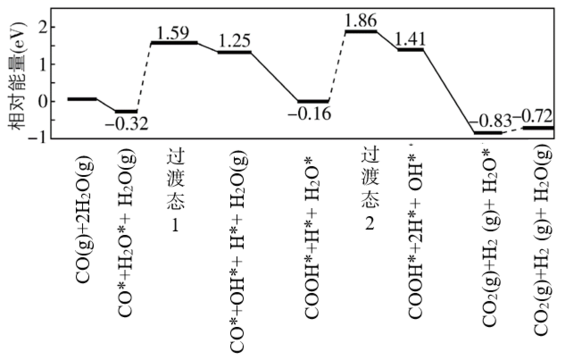 相对能量(eV)
2
1
0
−1
−0.32
1.59
1.25
−0.16
1.86
1.41
−0.83
−0.72
CO(g)+2H2O(g)
CO*+H2O*+ H2O(g)
过渡态1
CO*+OH*+ H*+ H2O(g)
COOH*+H*+ H2O*
过渡态2
COOH*+2H*+ OH*
CO2(g)+H2 (g)+ H2O*
CO2(g)+H2 (g)+ H2O(g)